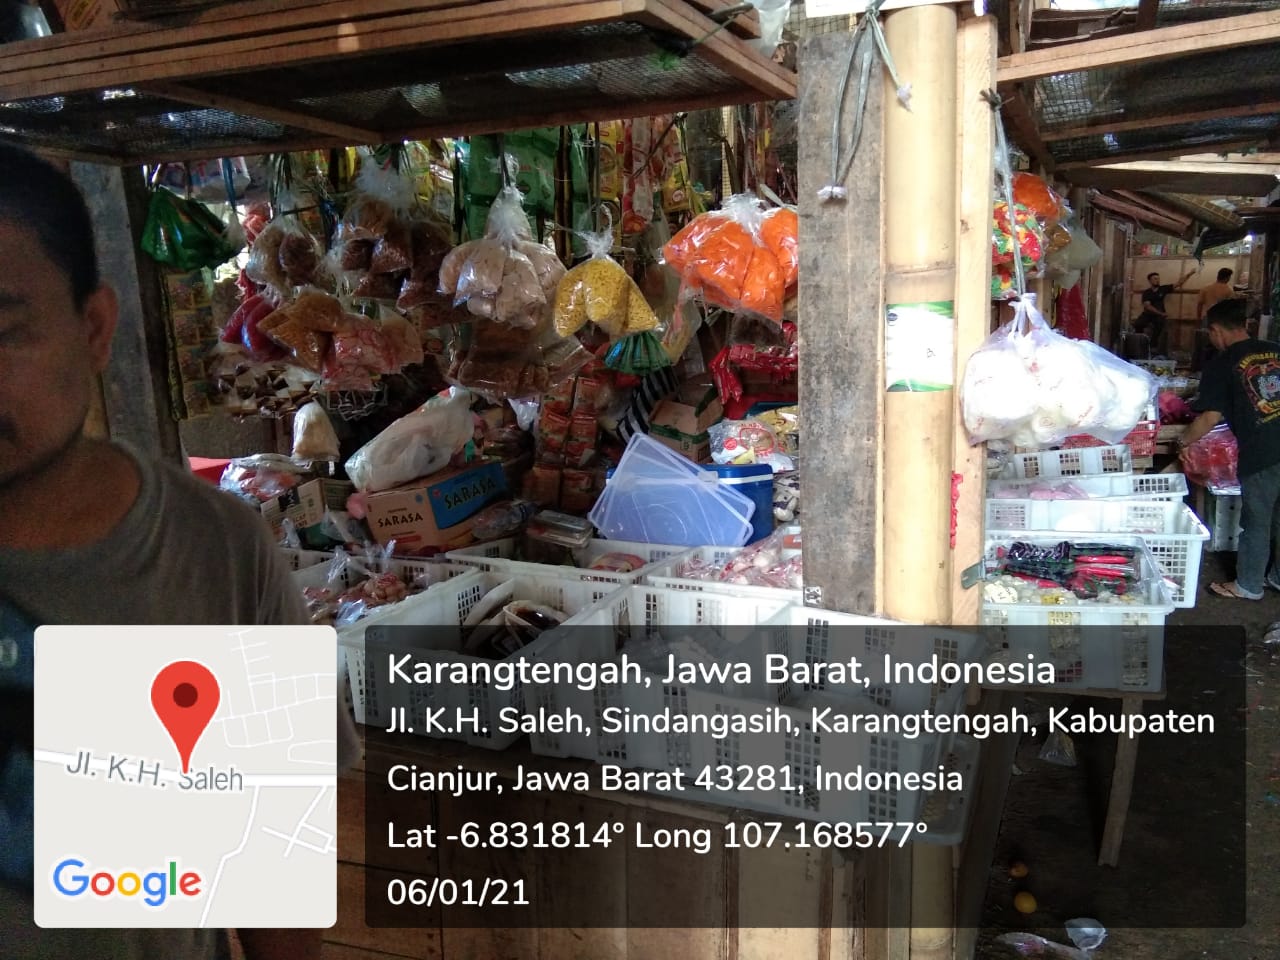 SARASA
SARASA
Jl. K.H. Saleh
Google
Karangtengah, Jawa Barat, Indonesia
Jl. K.H. Saleh, Sindangasih, Karangtengah, Kabupaten
Cianjur, Jawa Barat 43281, Indonesia
Lat -6.831814° Long 107.168577°
06/01/21